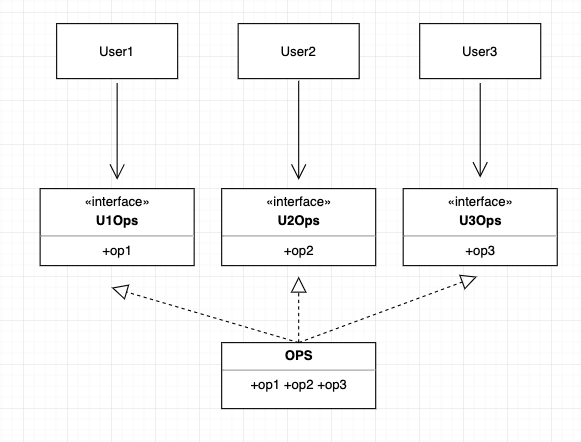 User1
User2
User3
«interface»
U1Ops
+op1
«interface»
U2Ops
+op2
«interface»
U3Ops
+op3
OPS
+op1 +op2 +op3